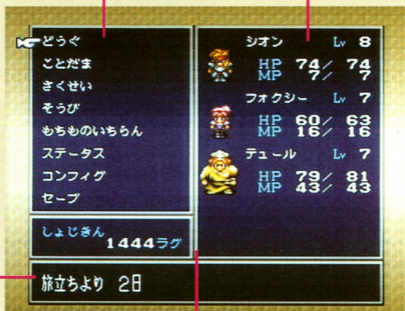 どうぐ
ことだま
さくせい
そうび
もちものいちらん
ステータス
コンフィグ
セーブ
しょじきん
1444ラグ
旅立ちより 2日
シオン Lv 8
HP 74/ 74
MP 7/ 7
フォクシー Lv 7
HP 60/ 63
MP 16/ 16
テュール Lv 7
HP 79/ 81
MP 43/ 43